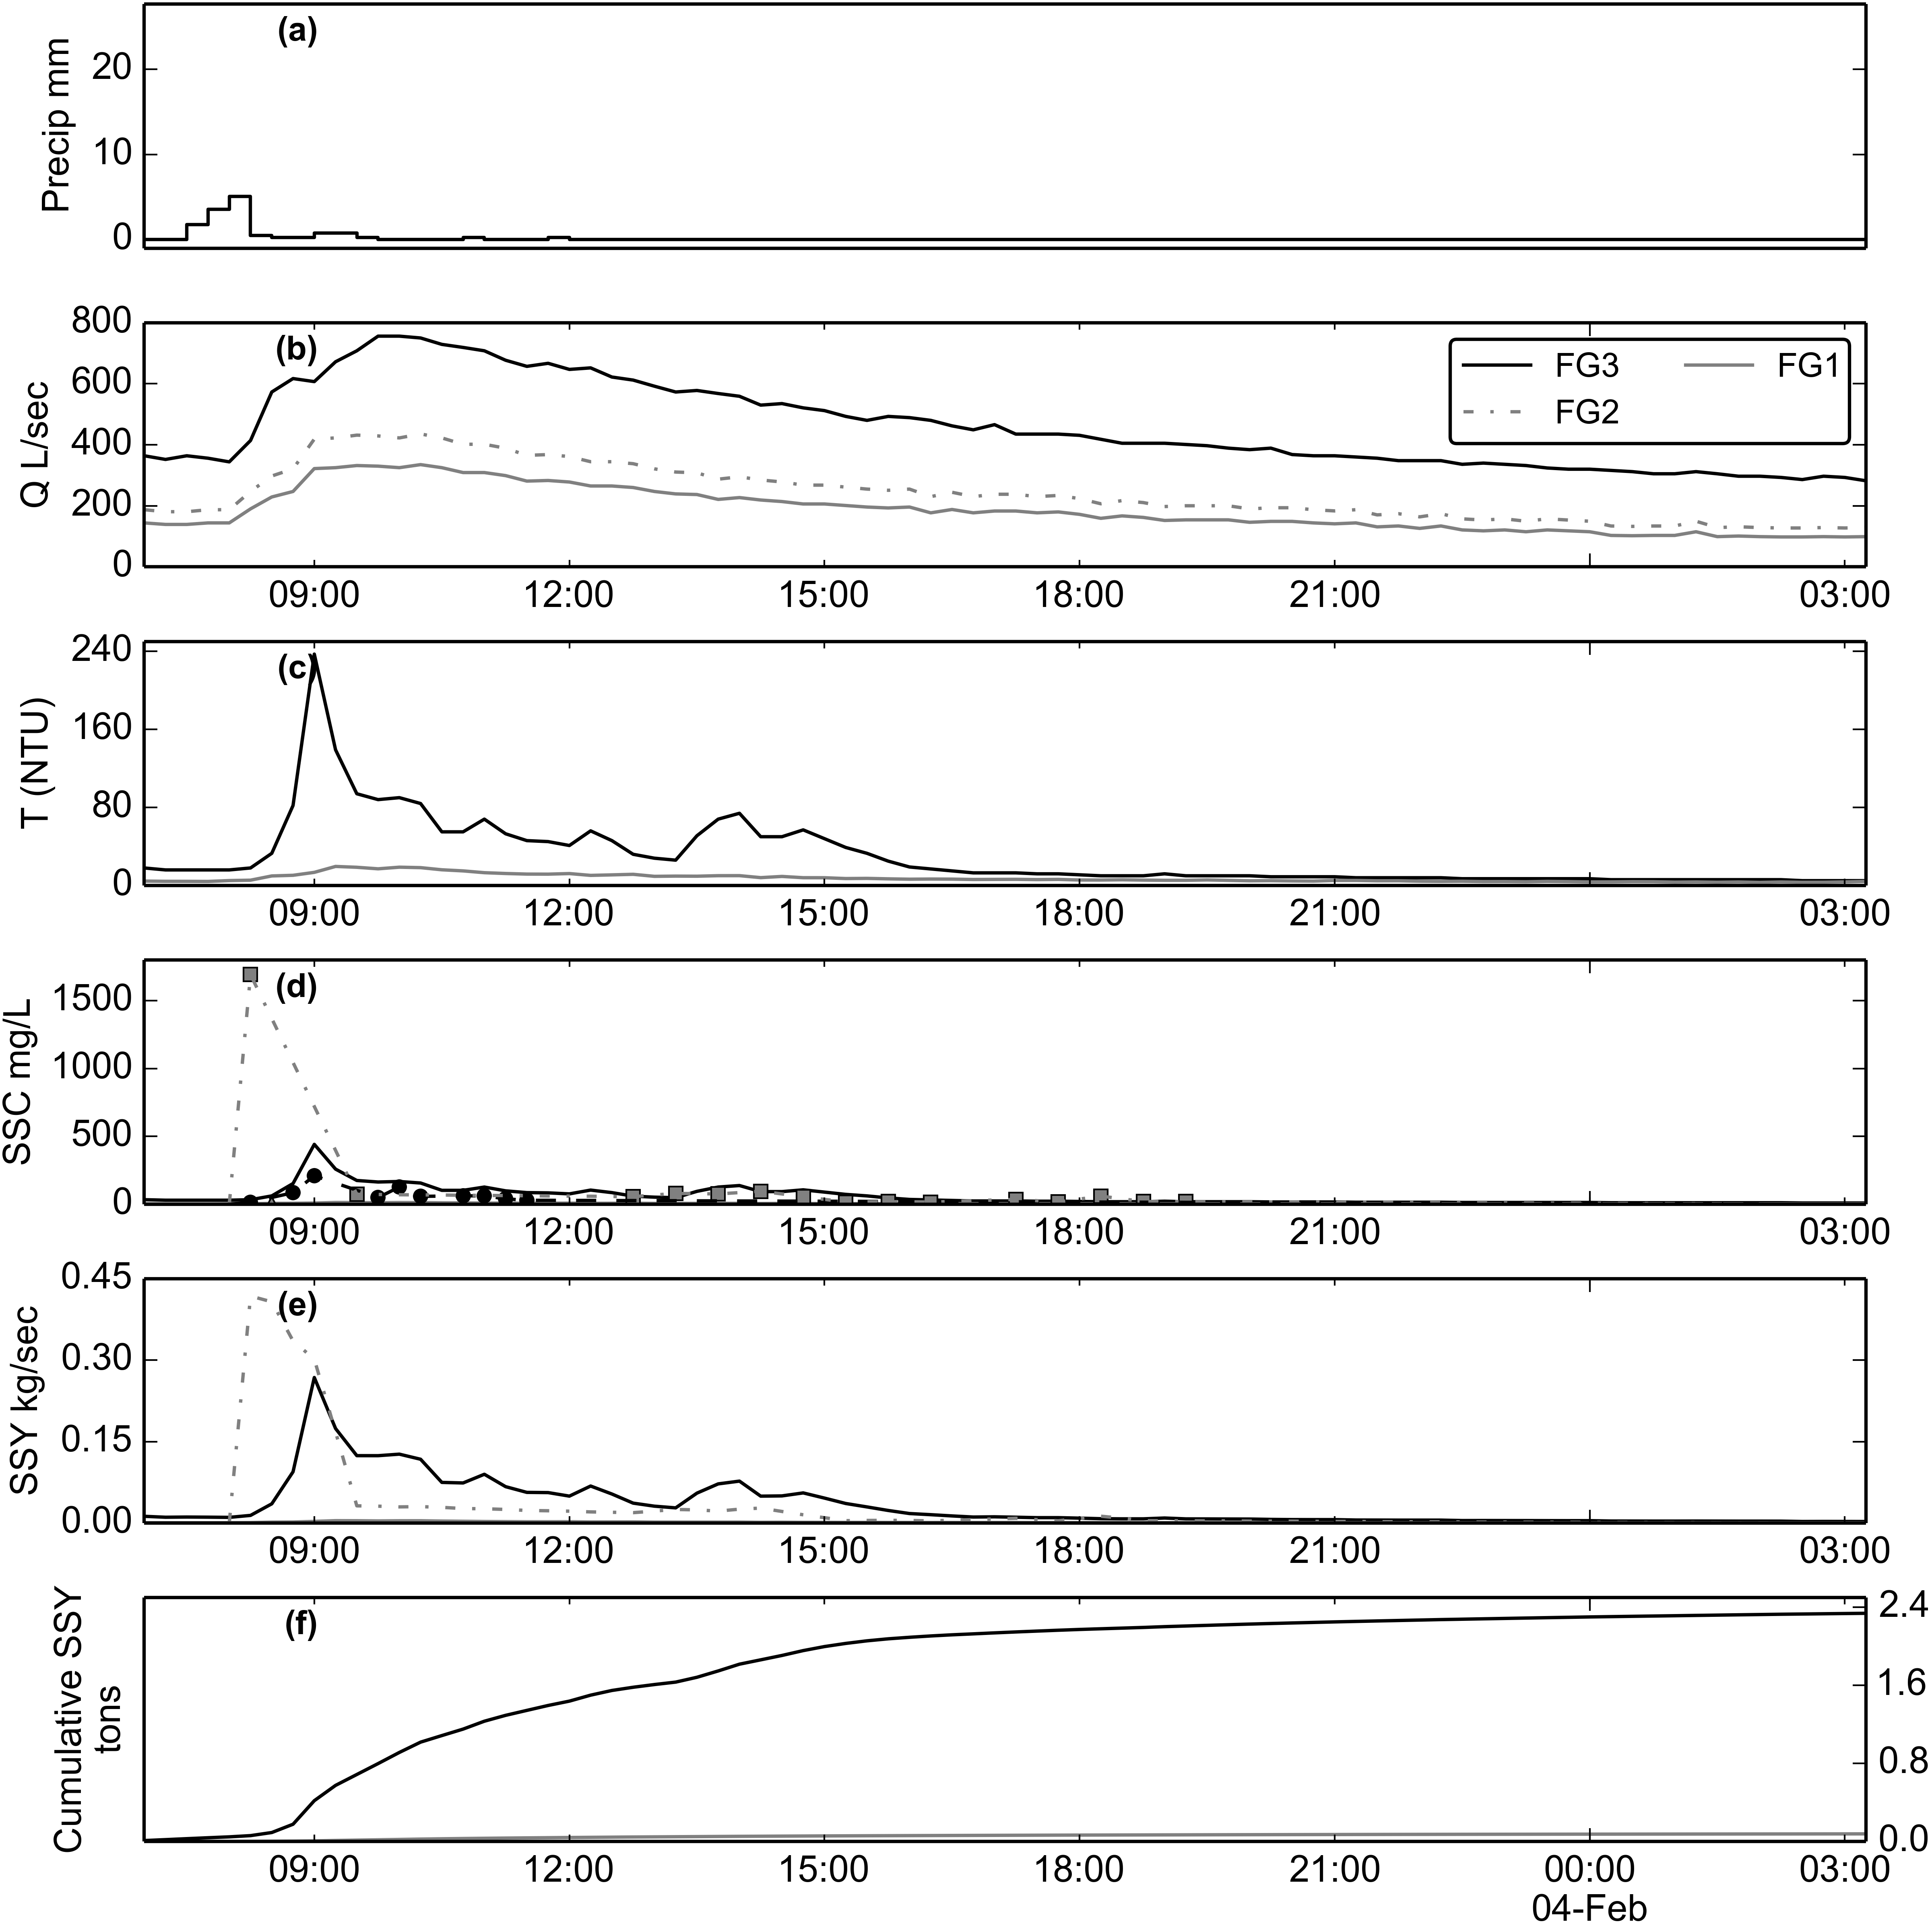 (a)
Precip mm
20
10
0
(b)
Q L/sec
800
600
400
200
0
FG3
FG1
FG2
09:00 12:00 15:00 18:00 21:00 03:00
(c)
T (NTU)
240
160
80
0
09:00 12:00 15:00 18:00 21:00 03:00
(d)
SSC mg/L
1500
1000
500
0
09:00 12:00 15:00 18:00 21:00 03:00
(e)
SSY kg/sec
0.45
0.30
0.15
0.00
09:00 12:00 15:00 18:00 21:00 03:00
(f)
Cumulative SSY
tons
2.4
1.6
0.8
0.0
09:00 12:00 15:00 18:00 21:00 00:00 03:00
04-Feb